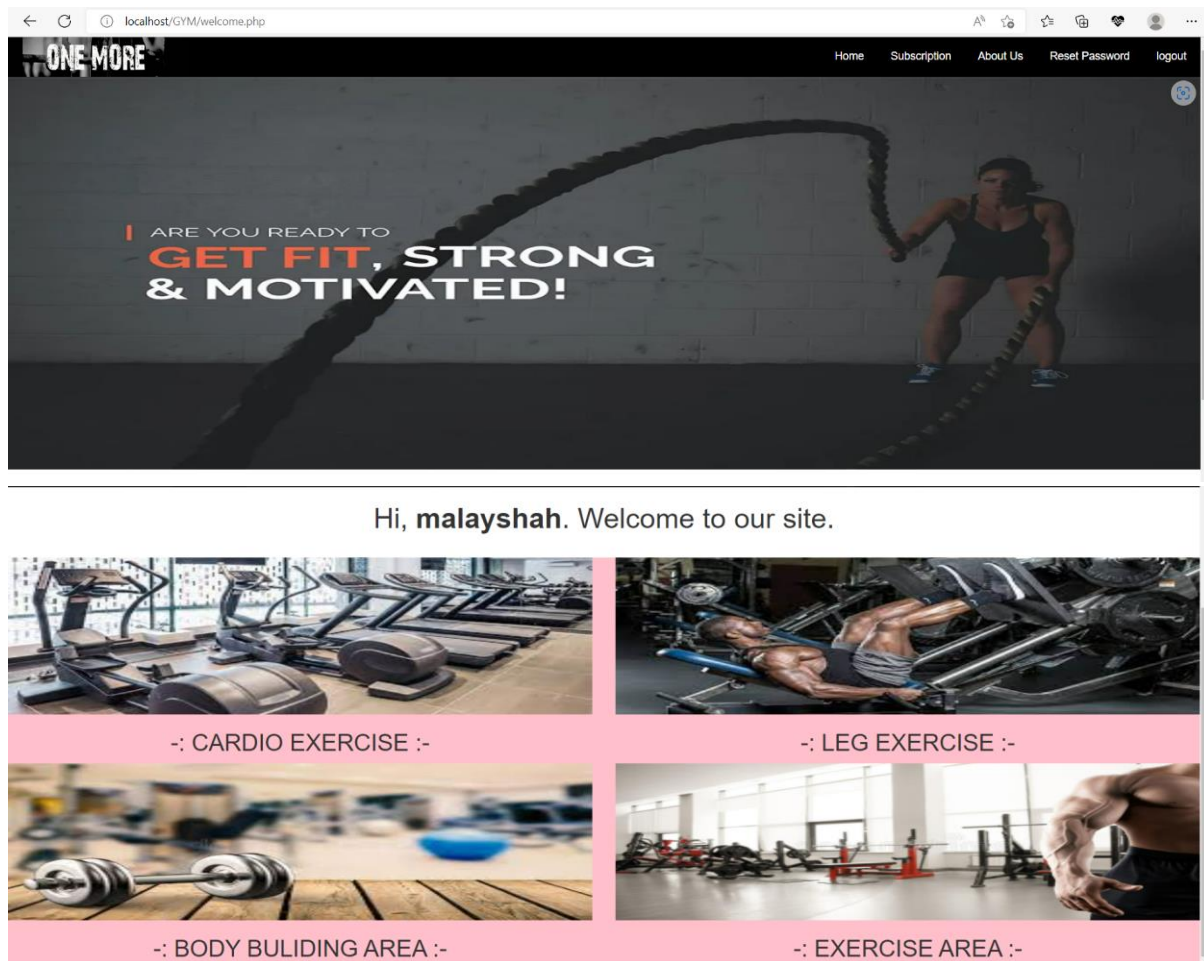 localhost/GYM/welcome.php
ONE MORE
Home Subscription About Us Reset Password logout
ARE YOU READY TO
GET FIT, STRONG
& MOTIVATED!
Hi, malayshah. Welcome to our site.
-: CARDIO EXERCISE :-
-: LEG EXERCISE :-
-: BODY BULIDING AREA :-
-: EXERCISE AREA :-